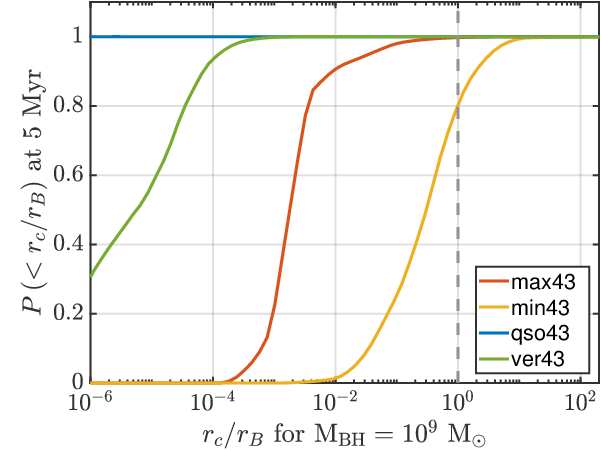 P (< r_c/r_B) at 5 Myr
1
0.8
0.6
0.4
0.2
0
10^-6
10^-4
10^-2
10^0
10^2
r_c/r_B for M_BH = 10^9 M_⊙
max43
min43
qso43
ver43